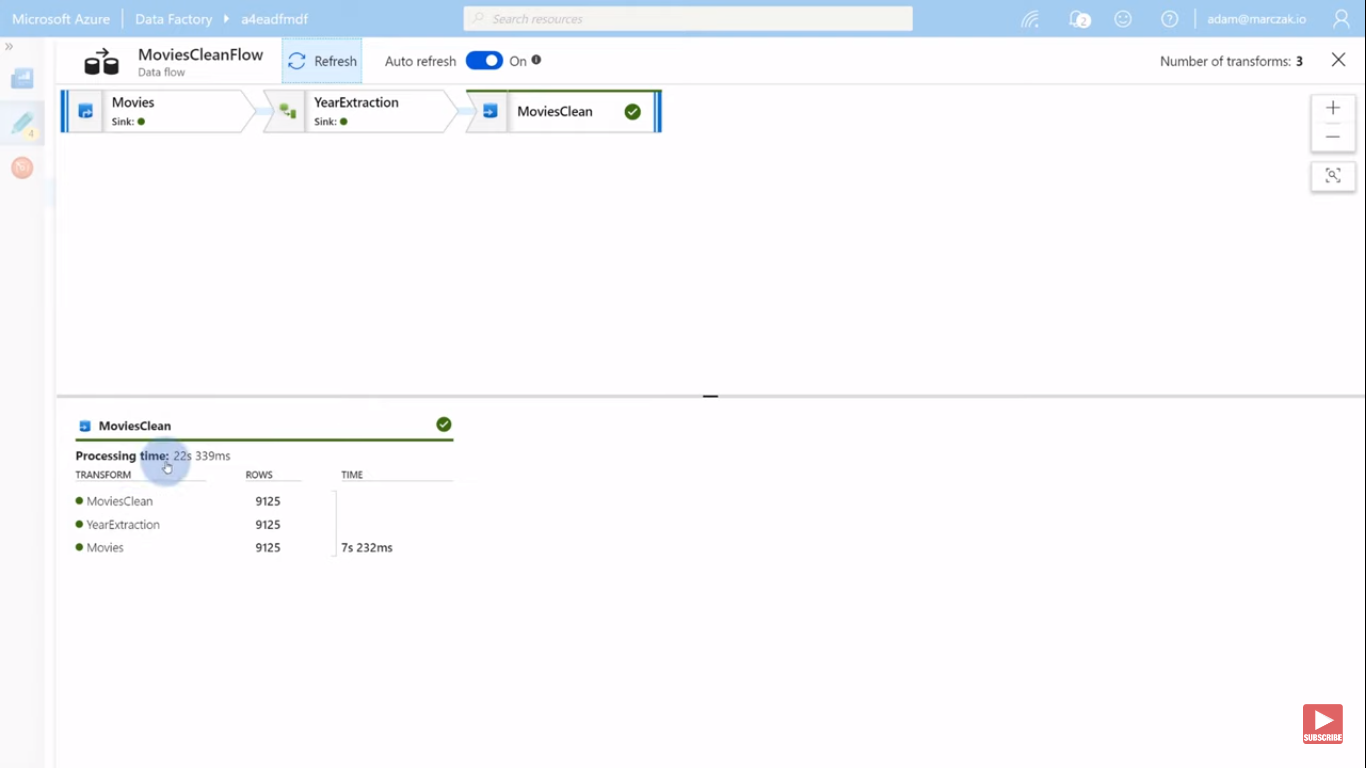 Microsoft Azure Data Factory a4eadfmdf Search resources 2 adam@marczak.io
MoviesCleanFlow
Data flow
Refresh Auto refresh On Number of transforms: 3
4
Movies
Sink:
YearExtraction
Sink:
MoviesClean
MoviesClean
Processing time: 22s 339ms
TRANSFORM ROWS TIME
MoviesClean 9125
YearExtraction 9125
Movies 9125 7s 232ms
SUBSCRIBE